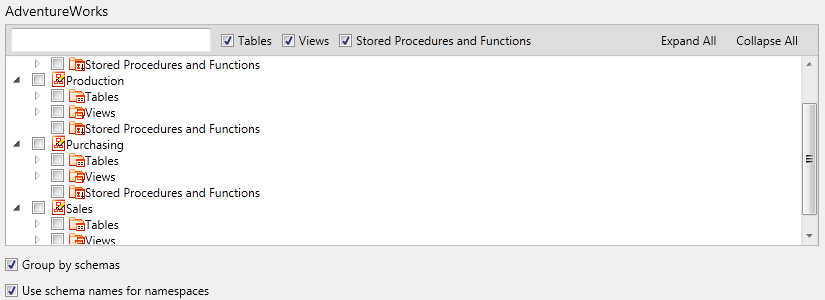 AdventureWorks
Tables Views Stored Procedures and Functions Expand All Collapse All
Stored Procedures and Functions
Production
Tables
Views
Stored Procedures and Functions
Purchasing
Tables
Views
Stored Procedures and Functions
Sales
Tables
Views
Group by schemas
Use schema names for namespaces